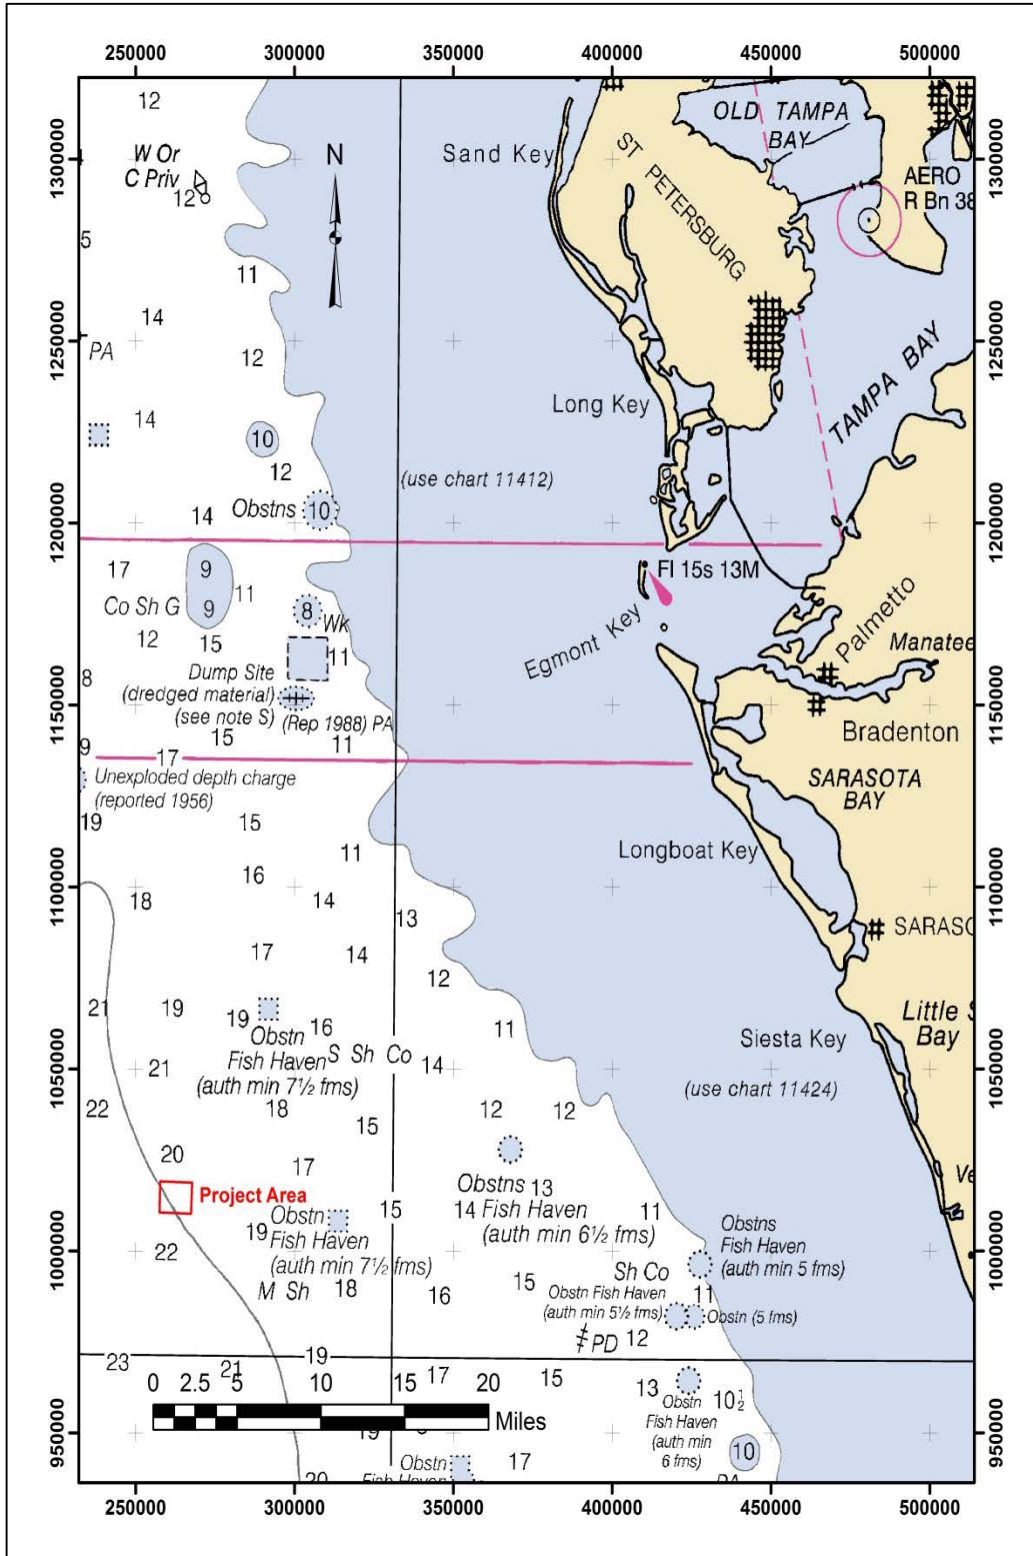 250000 300000 350000 400000 450000 500000
12
OLD TAMPA
BAY
W Or
C Priv
12
N
Sand Key
ST PETERSBURG
AERO
R Bn 38
1300000 1300000
5
11
14
PA
12
1250000 1250000
TAMPA BAY
14
10
Long Key
12
(use chart 11412)
Obstns 10
14
1200000 1200000
17
9
Fl 15s 13M
11
Co Sh G
9
8
Wk
12
15
11
Egmont Key
Palmetto
Manatee
8
Dump Site
(dredged material)
(see note S)
(Rep 1988) PA
1150000 1150000
15
11
Bradenton
9
17
Unexploded depth charge
(reported 1956)
SARASOTA
BAY
19
15
11
Longboat Key
16
1100000 1100000
18
14
13
SARASO
17
14
12
21
19
19
16
11
Little S
Bay
Obstn
Fish Haven
(auth min 7½ fms)
S Sh Co
Siesta Key
21
14
1050000 1050000
(use chart 11424)
22
18
15
12
12
20
17
Ve
Project Area
Obstns
13
Fish Haven
(auth min 6½ fms)
15
14
11
19
Obstn
Fish Haven
(auth min 7½ fms)
Obstns
Fish Haven
(auth min 5 fms)
22
1000000 1000000
M Sh
18
16
15
Sh Co
Obstn Fish Haven
(auth min 5½ fms)
11
Obstn (5 fms)
PD
12
23
21
19
17
15
13
10½
0 2.5 5 10 15 20
Miles
Obstn
Fish Haven
(auth min
6 fms)
19
950000 950000
10
17
Obstn
Fish Haven
20
250000 300000 350000 400000 450000 500000